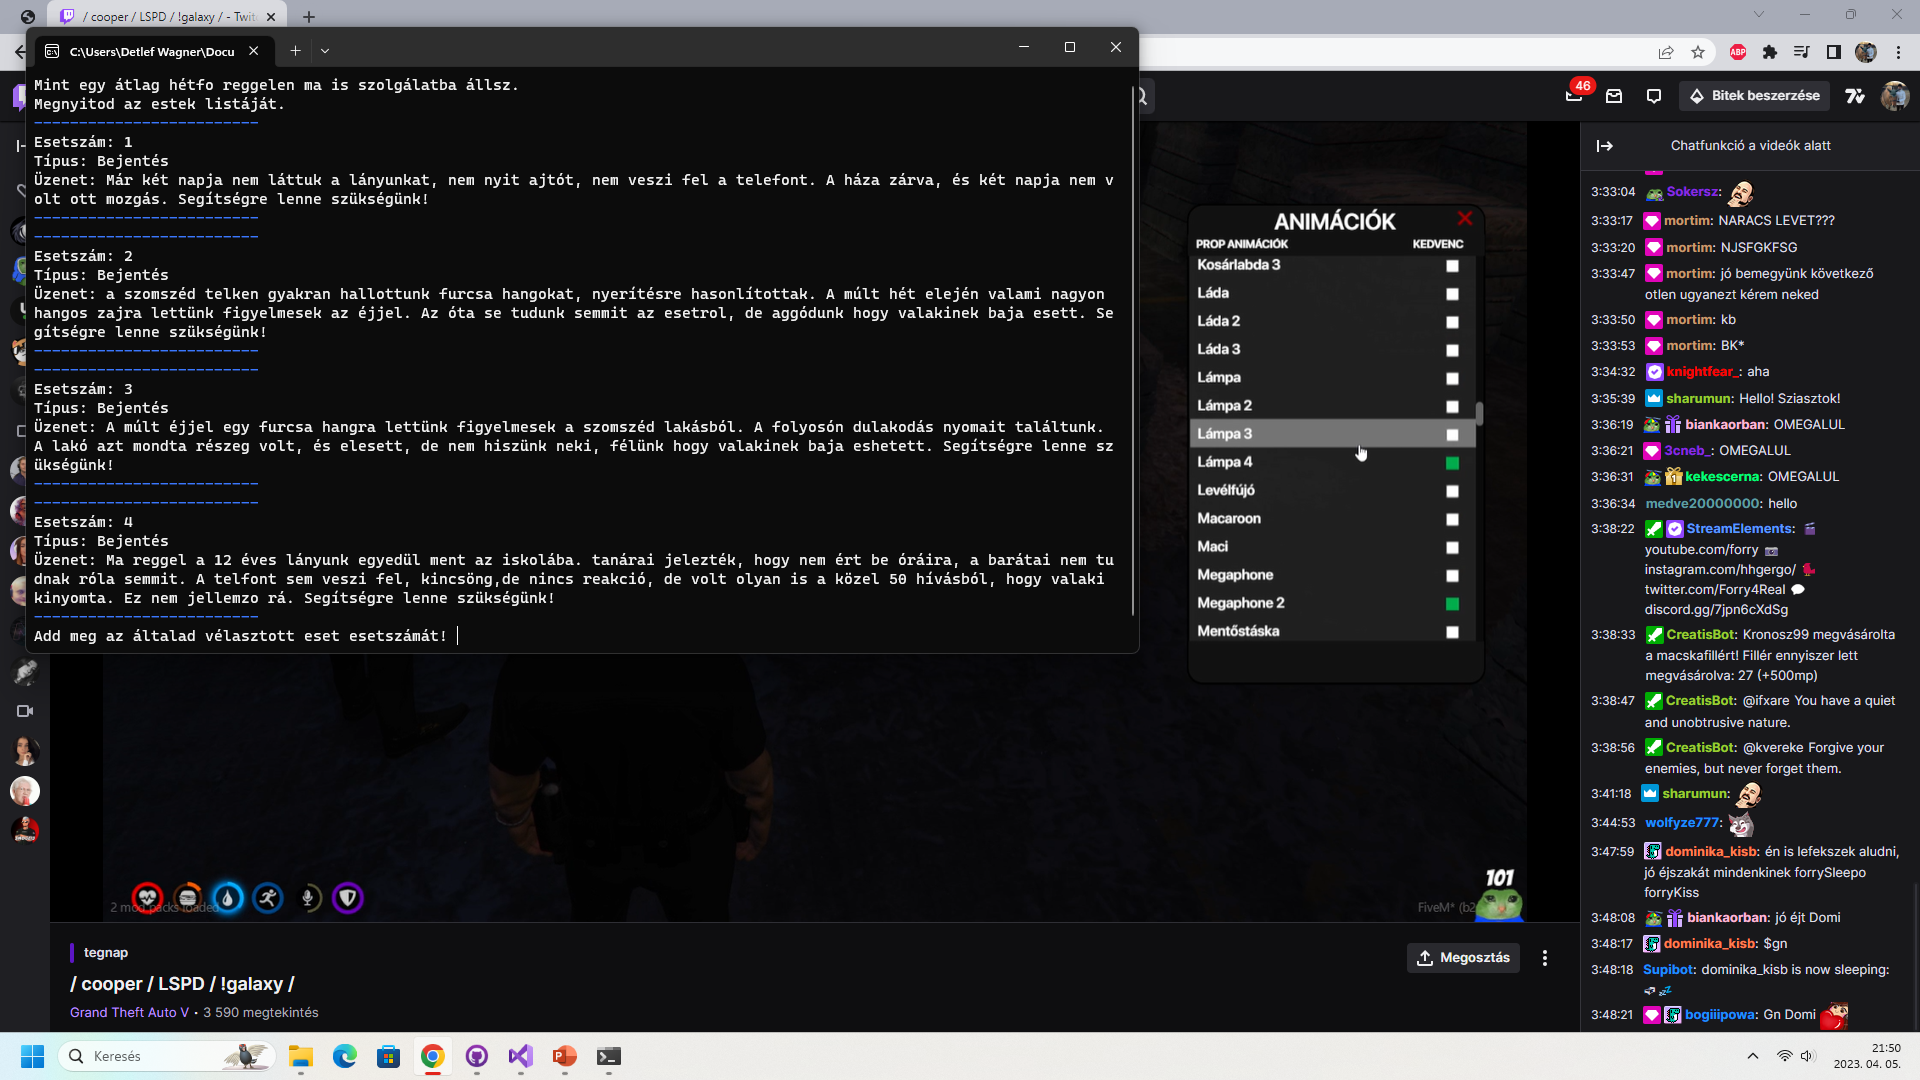 / cooper / LSPD / !galaxy / - Twit
C:\Users\Detlef Wagner\Docu
Mint egy átlag hétfo reggelen ma is szolgálatba állsz.
Megnyitod az estek listáját.
--------------------------
Esetszám: 1
Típus: Bejentés
Üzenet: Már két napja nem láttuk a lányunkat, nem nyit ajtót, nem veszi fel a telefont. A háza zárva, és két napja nem v
olt ott mozgás. Segítségre lenne szükségünk!
--------------------------
--------------------------
Esetszám: 2
Típus: Bejentés
Üzenet: a szomszéd telken gyakran hallottunk furcsa hangokat, nyerítésre hasonlítottak. A múlt hét elején valami nagyon
hangos zajra lettünk figyelmesek az éjjel. Az óta se tudunk semmit az esetrol, de aggódunk hogy valakinek baja esett. Se
gítségre lenne szükségünk!
--------------------------
--------------------------
Esetszám: 3
Típus: Bejentés
Üzenet: A múlt éjjel egy furcsa hangra lettünk figyelmesek a szomszéd lakásból. A folyosón dulakodás nyomait találtunk.
A lakó azt mondta részeg volt, és elesett, de nem hiszünk neki, félünk hogy valakinek baja eshetett. Segítségre lenne sz
ükségünk!
--------------------------
--------------------------
Esetszám: 4
Típus: Bejentés
Üzenet: Ma reggel a 12 éves lányunk egyedül ment az iskolába. tanárai jelezték, hogy nem ért be óráira, a barátai nem tu
dnak róla semmit. A telfont sem veszi fel, kincsöng,de nincs reakció, de volt olyan is a közel 50 hívásból, hogy valaki
kinyomta. Ez nem jellemzo rá. Segítségre lenne szükségünk!
--------------------------
Add meg az általad vélasztott eset esetszámát!
ABP
46
Bitek beszerzése
ANIMÁCIÓK
PROP ANIMÁCIÓK KEDVENC
Kosárlabda 3
Láda
Láda 2
Láda 3
Lámpa
Lámpa 2
Lámpa 3
Lámpa 4
Levélfújó
Macaroon
Maci
Megaphone
Megaphone 2
Mentőstáska
2 mod packs loaded
101
FiveM* (b2
tegnap
/ cooper / LSPD / !galaxy /
Grand Theft Auto V • 3 590 megtekintés
Megosztás
Chatfunkció a videók alatt
3:33:04 Sokersz:
3:33:17 mortim: NARACS LEVET???
3:33:20 mortim: NJSFGKFSG
3:33:47 mortim: jó bemegyünk következő
otlen ugyanezt kérem neked
3:33:50 mortim: kb
3:33:53 mortim: BK*
3:34:32 knightfear_: aha
3:35:39 sharumun: Hello! Sziasztok!
3:36:19 biankaorban: OMEGALUL
3:36:21 3cneb_: OMEGALUL
3:36:31 kekescerna: OMEGALUL
3:36:34 medve20000000: hello
3:38:22 StreamElements:
youtube.com/forry
instagram.com/hhgergo/
twitter.com/Forry4Real
discord.gg/7jpn6cXdSg
3:38:33 CreatisBot: Kronosz99 megvásárolta
a macskafillért! Fillér ennyiszer lett
megvásárolva: 27 (+500mp)
3:38:47 CreatisBot: @ifxare You have a quiet
and unobtrusive nature.
3:38:56 CreatisBot: @kvereke Forgive your
enemies, but never forget them.
3:41:18 sharumun:
3:44:53 wolfyze777:
3:47:59 dominika_kisb: én is lefekszek aludni,
jó éjszakát mindenkinek forrySleepo
forryKiss
3:48:08 biankaorban: jó éjt Domi
3:48:17 dominika_kisb: $gn
3:48:18 Supibot: dominika_kisb is now sleeping:
3:48:21 bogiiipowa: Gn Domi
Keresés
21:50
2023. 04. 05.